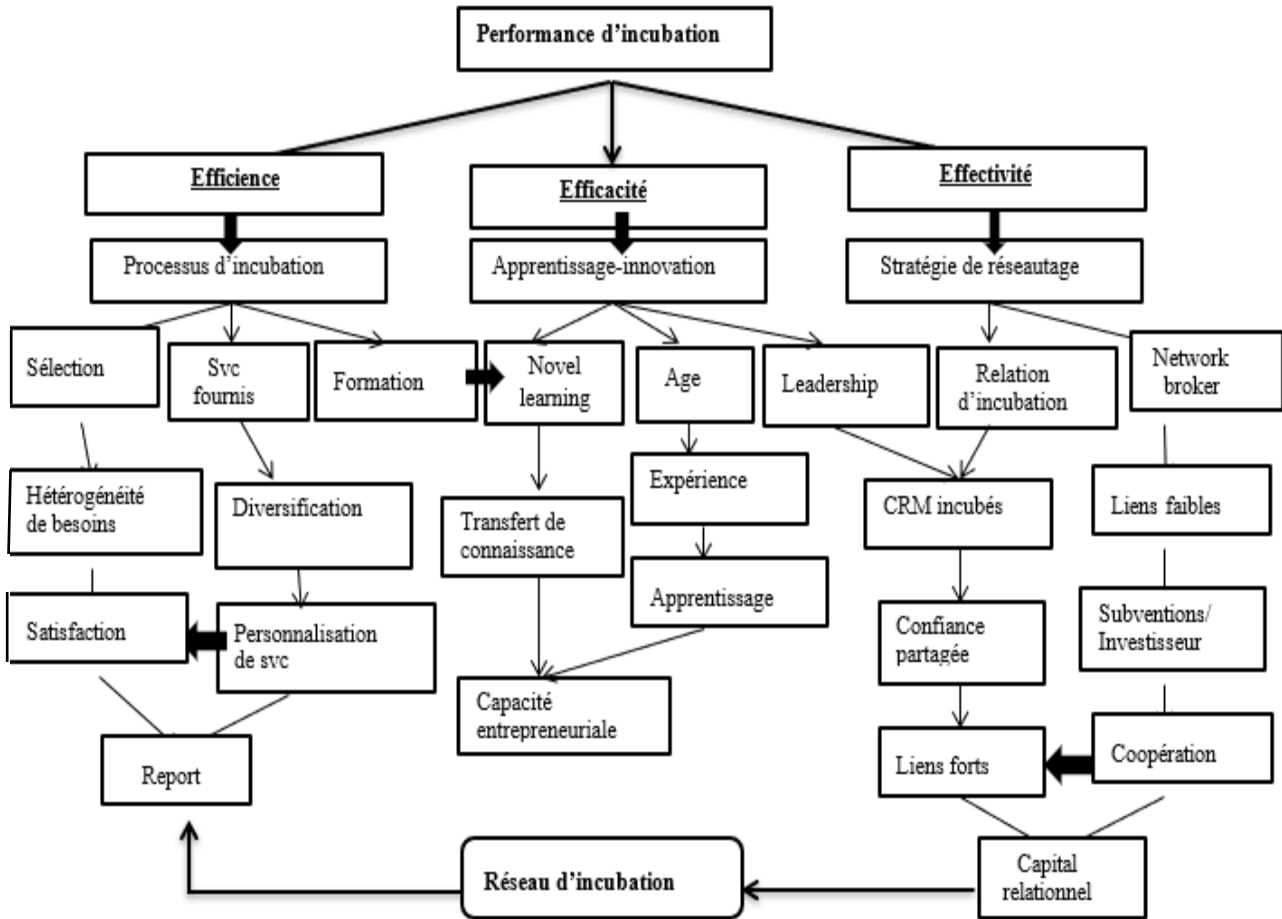 Performance d'incubation
Efficience
Efficacité
Effectivité
Processus d'incubation
Apprentissage-innovation
Stratégie de réseautage
Sélection
Svc
fournis
Formation
Novel
learning
Age
Leadership
Relation
d'incubation
Network
broker
Hétérogénéité
de besoins
Diversification
Transfert de
connaissance
Expérience
CRM incubés
Liens faibles
Satisfaction
Personnalisation
de svc
Apprentissage
Confiance
partagée
Subventions/
Investisseur
Capacité
entrepreneuriale
Report
Liens forts
Coopération
Réseau d'incubation
Capital
relationnel